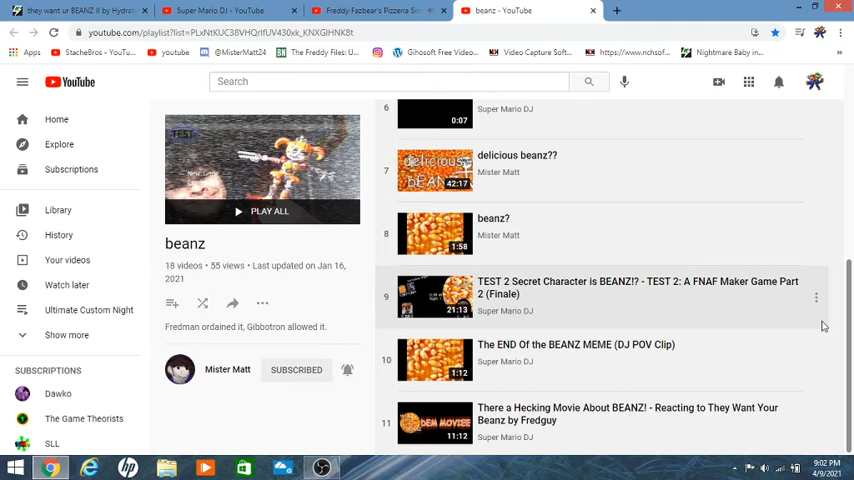 they want ur BEANZ II by Hydrat
Super Mario DJ - YouTube
Freddy Fazbear's Pizzeria Sim
beanz - YouTube
youtube.com/playlist?list=PLxNtKUC38VHQrIfUV430xk_KNXGIHNK8t
Apps
StacheBros - YouTu...
youtube
@MisterMatt24
The Freddy Files: U...
Gihosoft Free Video...
Video Capture Soft...
https://www.nchsof...
Nightmare Baby in...
YouTube
Search
Home
Explore
Subscriptions
Library
History
Your videos
Watch later
Ultimate Custom Night
Show more
SUBSCRIPTIONS
Dawko
The Game Theorists
SLL
TEST
New Game
PLAY ALL
beanz
18 videos • 55 views • Last updated on Jan 16,
2021
Fredman ordained it, Gibbotron allowed it.
Mister Matt
SUBSCRIBED
6
0:07
Super Mario DJ
7
delicious
BEANZ
42:17
delicious beanz??
Mister Matt
8
1:58
beanz?
Mister Matt
9
21:13
TEST 2 Secret Character is BEANZ!? - TEST 2: A FNAF Maker Game Part
2 (Finale)
Super Mario DJ
10
1:12
The END Of the BEANZ MEME (DJ POV Clip)
Super Mario DJ
11
DEM MOVIEE
11:12
There a Hecking Movie About BEANZ! - Reacting to They Want Your
Beanz by Fredguy
Super Mario DJ
9:02 PM
4/9/2021